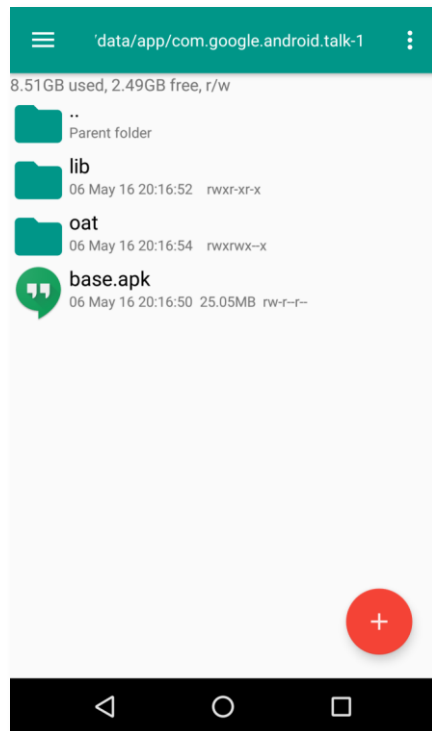 /data/app/com.google.android.talk-1
8.51GB used, 2.49GB free, r/w
..
Parent folder
lib
06 May 16 20:16:52 rwxr-xr-x
oat
06 May 16 20:16:54 rwxrwx--x
base.apk
06 May 16 20:16:50 25.05MB rw-r--r--